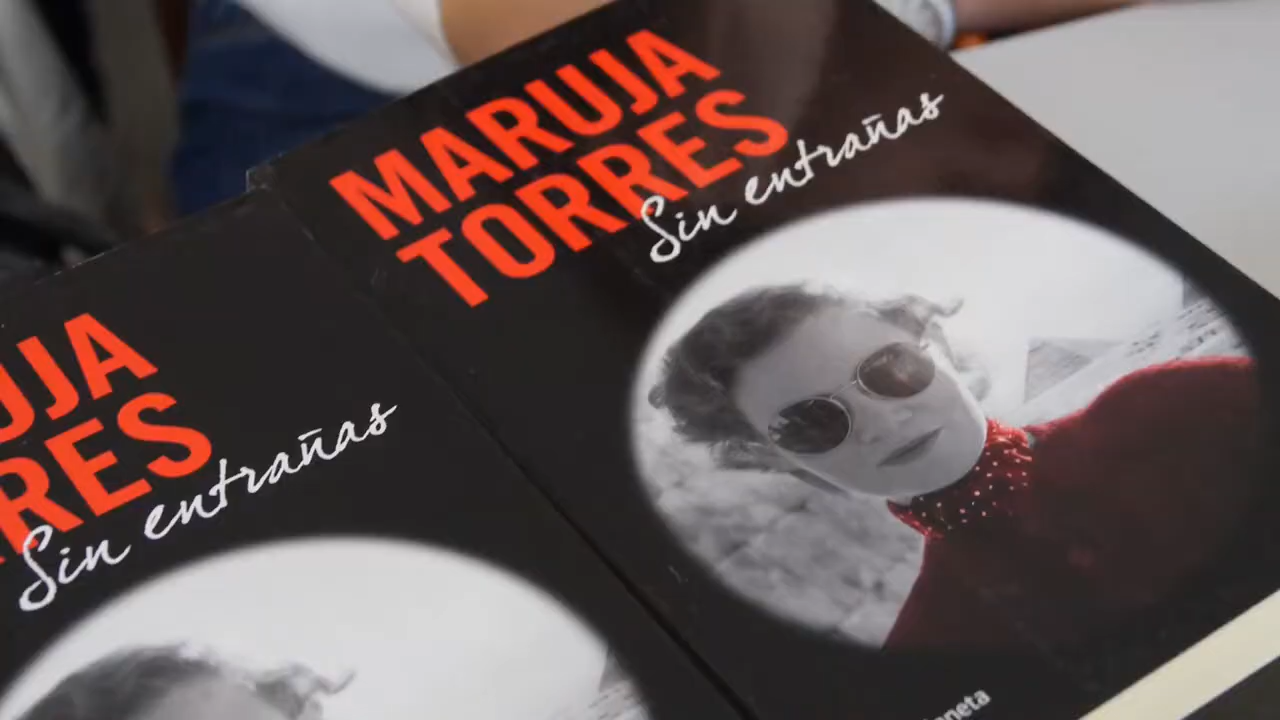 MARUJA
TORRES
Sin entrañas
UJA
RES
Sin entrañas